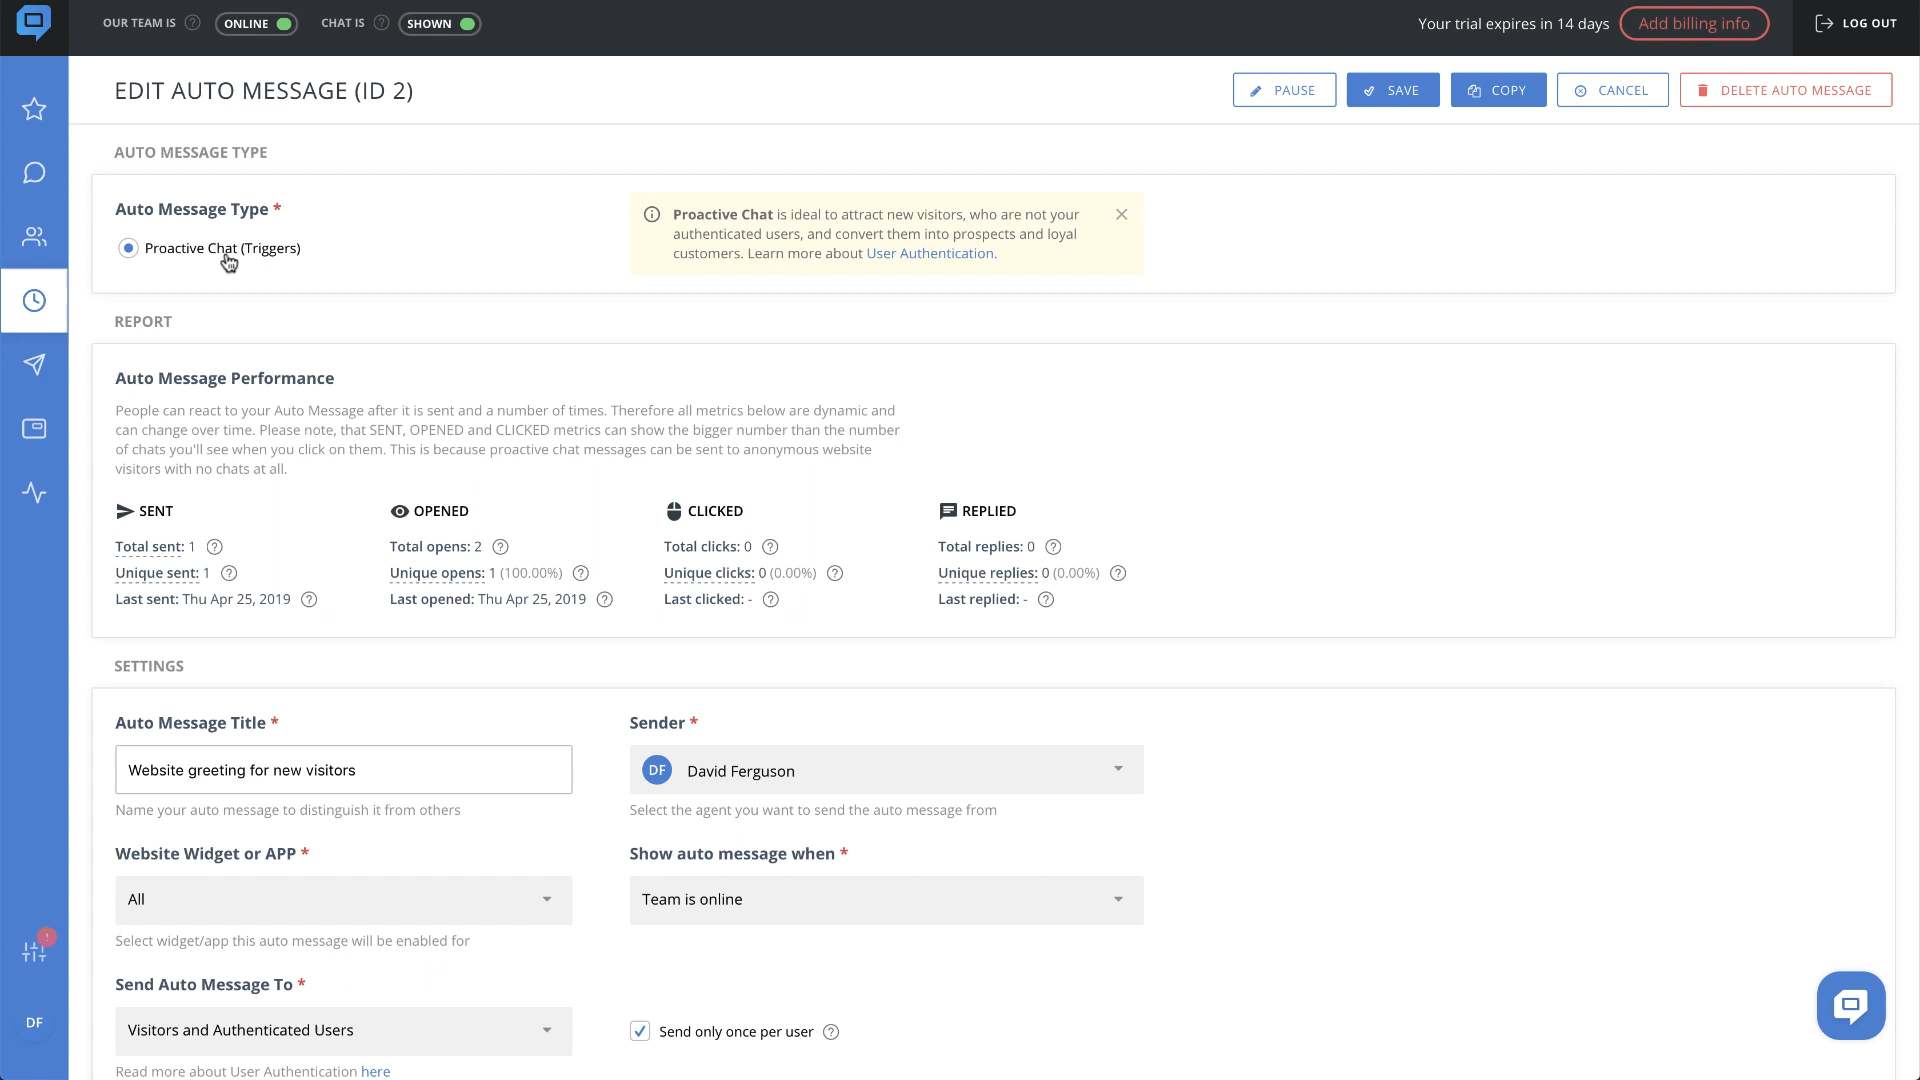 OUR TEAM IS ? ONLINE CHAT IS ? SHOWN Your trial expires in 14 days Add billing info LOG OUT
EDIT AUTO MESSAGE (ID 2) PAUSE SAVE COPY CANCEL DELETE AUTO MESSAGE
AUTO MESSAGE TYPE
Auto Message Type *
Proactive Chat (Triggers)
Proactive Chat is ideal to attract new visitors, who are not your
authenticated users, and convert them into prospects and loyal
customers. Learn more about User Authentication.
REPORT
Auto Message Performance
People can react to your Auto Message after it is sent and a number of times. Therefore all metrics below are dynamic and
can change over time. Please note, that SENT, OPENED and CLICKED metrics can show the bigger number than the number
of chats you'll see when you click on them. This is because proactive chat messages can be sent to anonymous website
visitors with no chats at all.
SENT OPENED CLICKED REPLIED
Total sent: 1 ? Total opens: 2 ? Total clicks: 0 ? Total replies: 0 ?
Unique sent: 1 ? Unique opens: 1 (100.00%) ? Unique clicks: 0 (0.00%) ? Unique replies: 0 (0.00%) ?
Last sent: Thu Apr 25, 2019 ? Last opened: Thu Apr 25, 2019 ? Last clicked: - ? Last replied: - ?
SETTINGS
Auto Message Title * Sender *
Website greeting for new visitors DF David Ferguson
Name your auto message to distinguish it from others Select the agent you want to send the auto message from
Website Widget or APP * Show auto message when *
All Team is online
Select widget/app this auto message will be enabled for
!
Send Auto Message To *
DF Visitors and Authenticated Users Send only once per user ?
Read more about User Authentication here